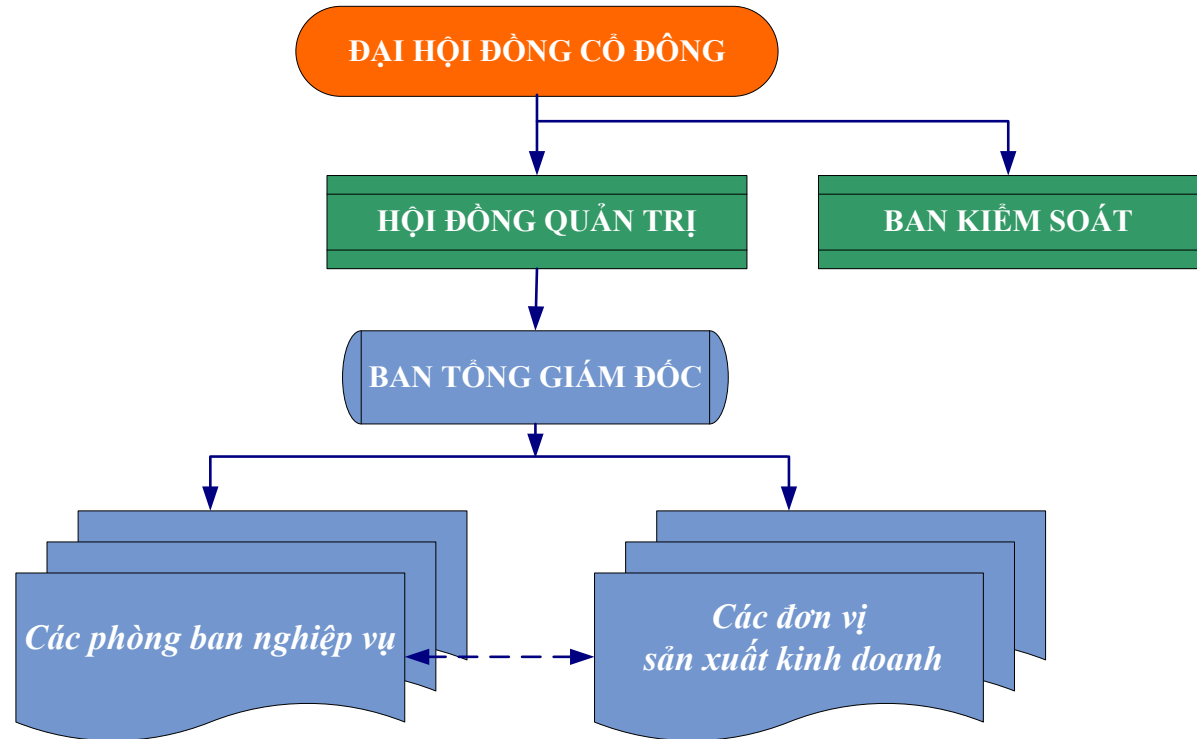 ĐẠI HỘI ĐỒNG CỔ ĐÔNG
HỘI ĐỒNG QUẢN TRỊ
BAN KIỂM SOÁT
BAN TỔNG GIÁM ĐỐC
Các phòng ban nghiệp vụ
Các đơn vị
sản xuất kinh doanh